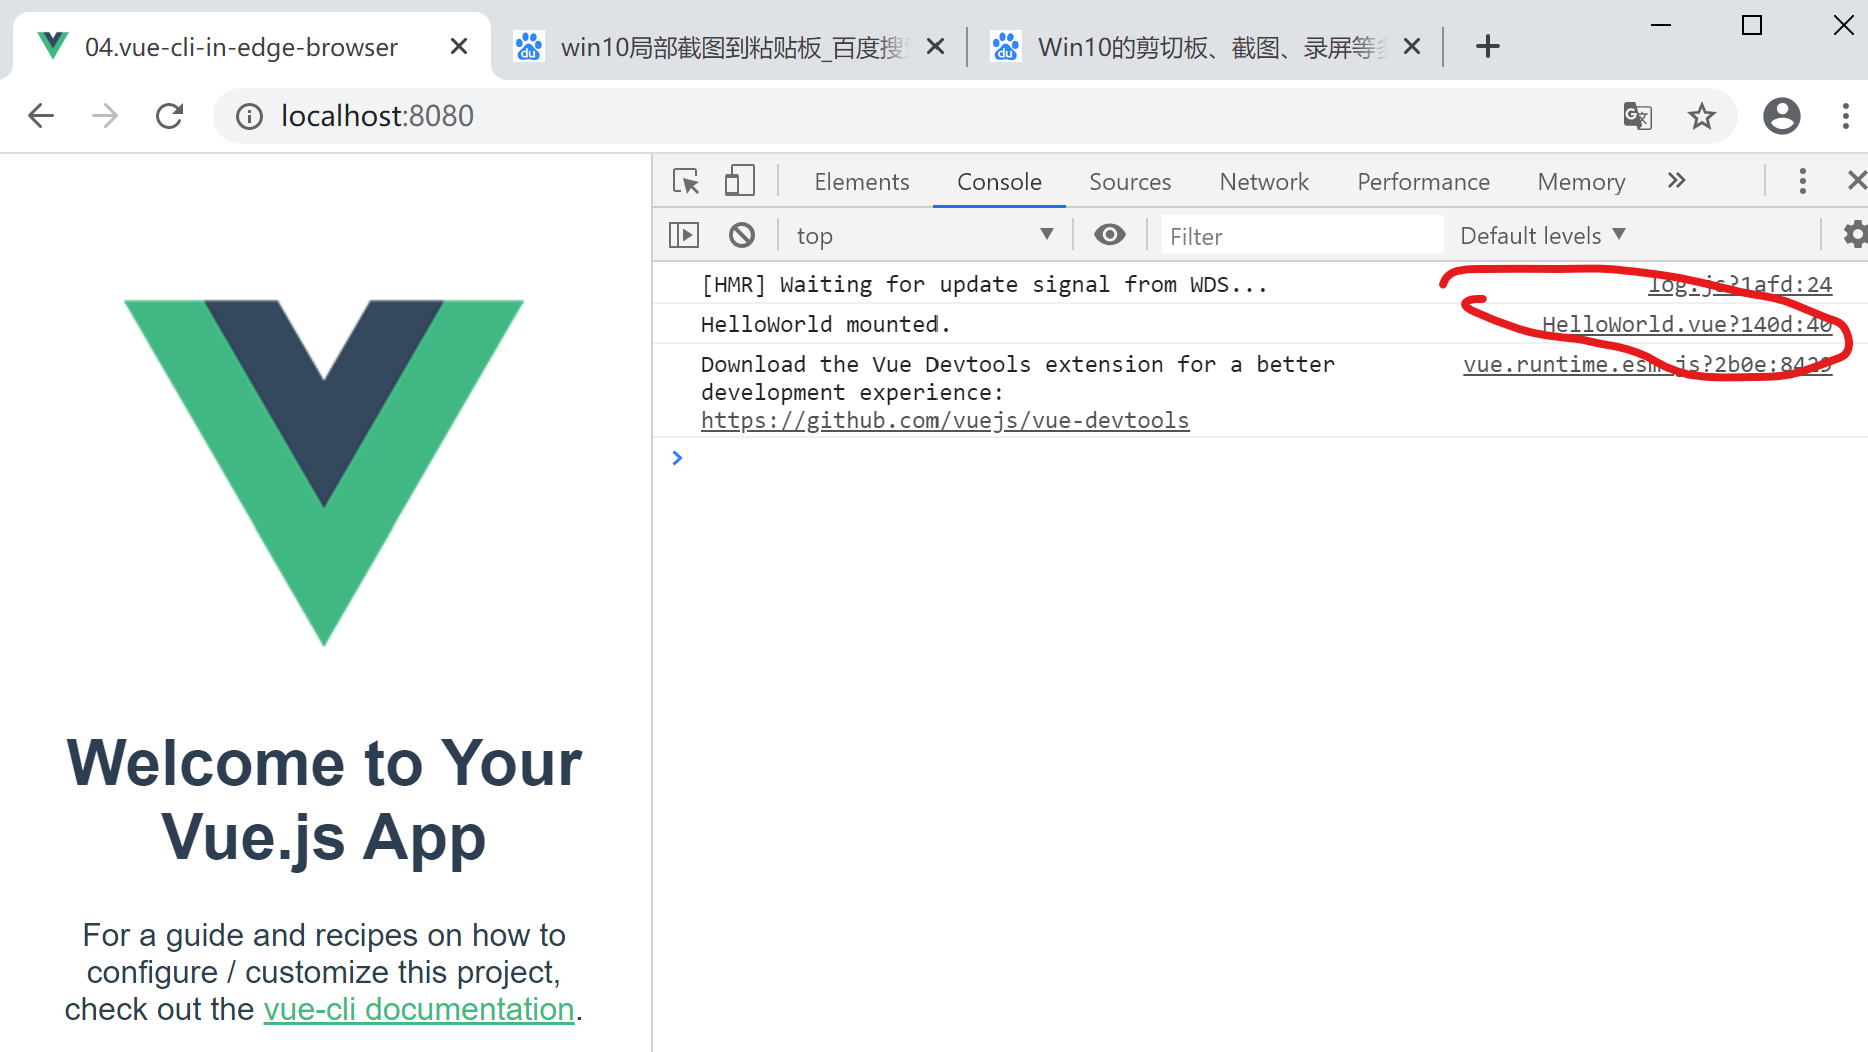 04.vue-cli-in-edge-browser
win10局部截图到粘贴板_百度搜
Win10的剪切板、截图、录屏等
localhost:8080
Elements Console Sources Network Performance Memory
top Filter Default levels
[HMR] Waiting for update signal from WDS... log.js?1afd:24
HelloWorld mounted. HelloWorld.vue?140d:40
Download the Vue Devtools extension for a better vue.runtime.esm.js?2b0e:8429
development experience:
https://github.com/vuejs/vue-devtools
Welcome to Your
Vue.js App
For a guide and recipes on how to
configure / customize this project,
check out the vue-cli documentation.